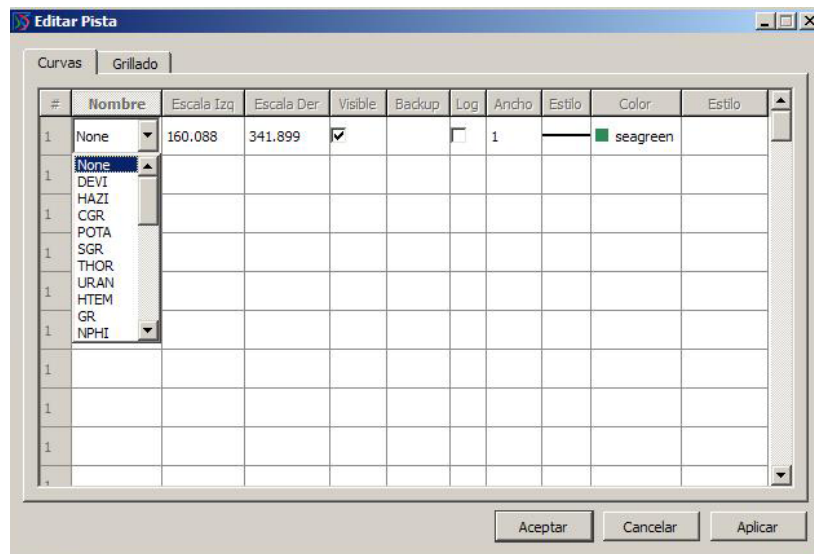 Editar Pista
Curvas Grillado
# Nombre Escala Izq Escala Der Visible Backup Log Ancho Estilo Color Estilo
1 None 160.088 341.899 1 seagreen
None
1 DEVI
HAZI
1 CGR
POTA
1 SGR
THOR
1 URAN
HTEM
1 GR
NPHI
1
1
1
1
Aceptar Cancelar Aplicar